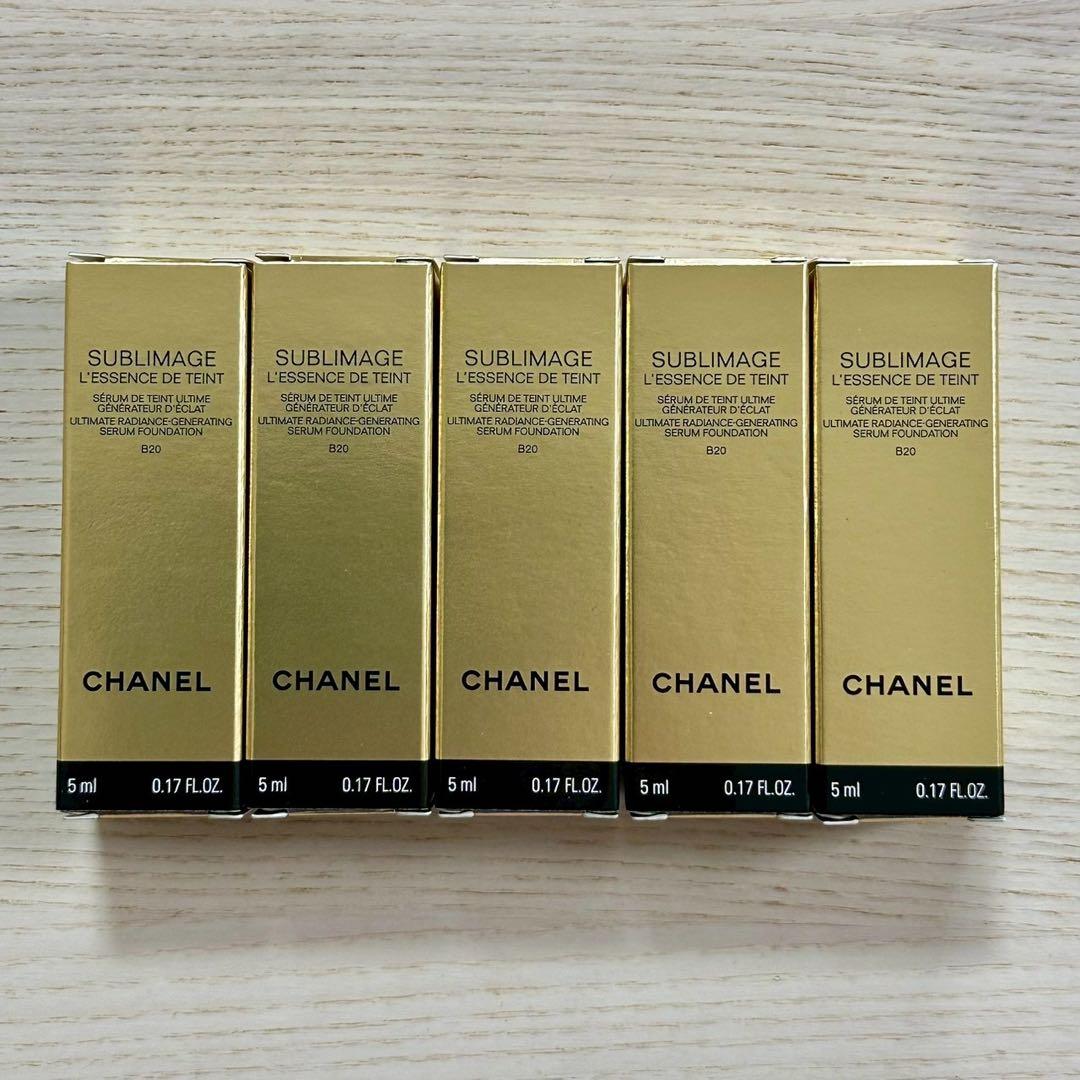 SUBLIMAGE
L'ESSENCE DE TEINT
SÉRUM DE TEINT ULTIME
GÉNÉRATEUR D'ÉCLAT
ULTIMATE RADIANCE-GENERATING
SERUM FOUNDATION
B20
CHANEL
5 ml 0.17 FL.OZ.
SUBLIMAGE
L'ESSENCE DE TEINT
SÉRUM DE TEINT ULTIME
GÉNÉRATEUR D'ÉCLAT
ULTIMATE RADIANCE-GENERATING
SERUM FOUNDATION
B20
CHANEL
5 ml 0.17 FL.OZ.
SUBLIMAGE
L'ESSENCE DE TEINT
SÉRUM DE TEINT ULTIME
GÉNÉRATEUR D'ÉCLAT
ULTIMATE RADIANCE-GENERATING
SERUM FOUNDATION
B20
CHANEL
5 ml 0.17 FL.OZ.
SUBLIMAGE
L'ESSENCE DE TEINT
SÉRUM DE TEINT ULTIME
GÉNÉRATEUR D'ÉCLAT
ULTIMATE RADIANCE-GENERATING
SERUM FOUNDATION
B20
CHANEL
5 ml 0.17 FL.OZ.
SUBLIMAGE
L'ESSENCE DE TEINT
SÉRUM DE TEINT ULTIME
GÉNÉRATEUR D'ÉCLAT
ULTIMATE RADIANCE-GENERATING
SERUM FOUNDATION
B20
CHANEL
5 ml 0.17 FL.OZ.